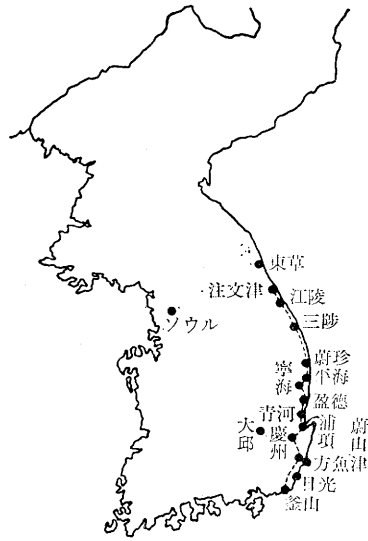 東草
注文津
江陵
三陟
ソウル
蔚珍
平海
寧海
盈徳
青河
浦項
慶州
大邱
蔚山
方魚津
日光
釜山